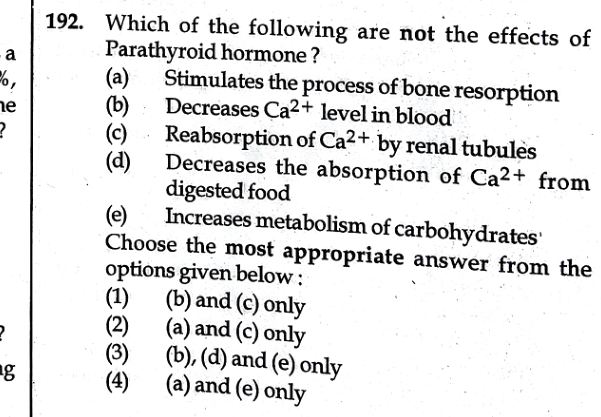 192. Which of the following are not the effects of
Parathyroid hormone ?
(a) Stimulates the process of bone resorption
(b) Decreases Ca2+ level in blood
(c) Reabsorption of Ca2+ by renal tubules
(d) Decreases the absorption of Ca2+ from
digested food
(e) Increases metabolism of carbohydrates
Choose the most appropriate answer from the
options given below :
(1) (b) and (c) only
(2) (a) and (c) only
(3) (b), (d) and (e) only
(4) (a) and (e) only